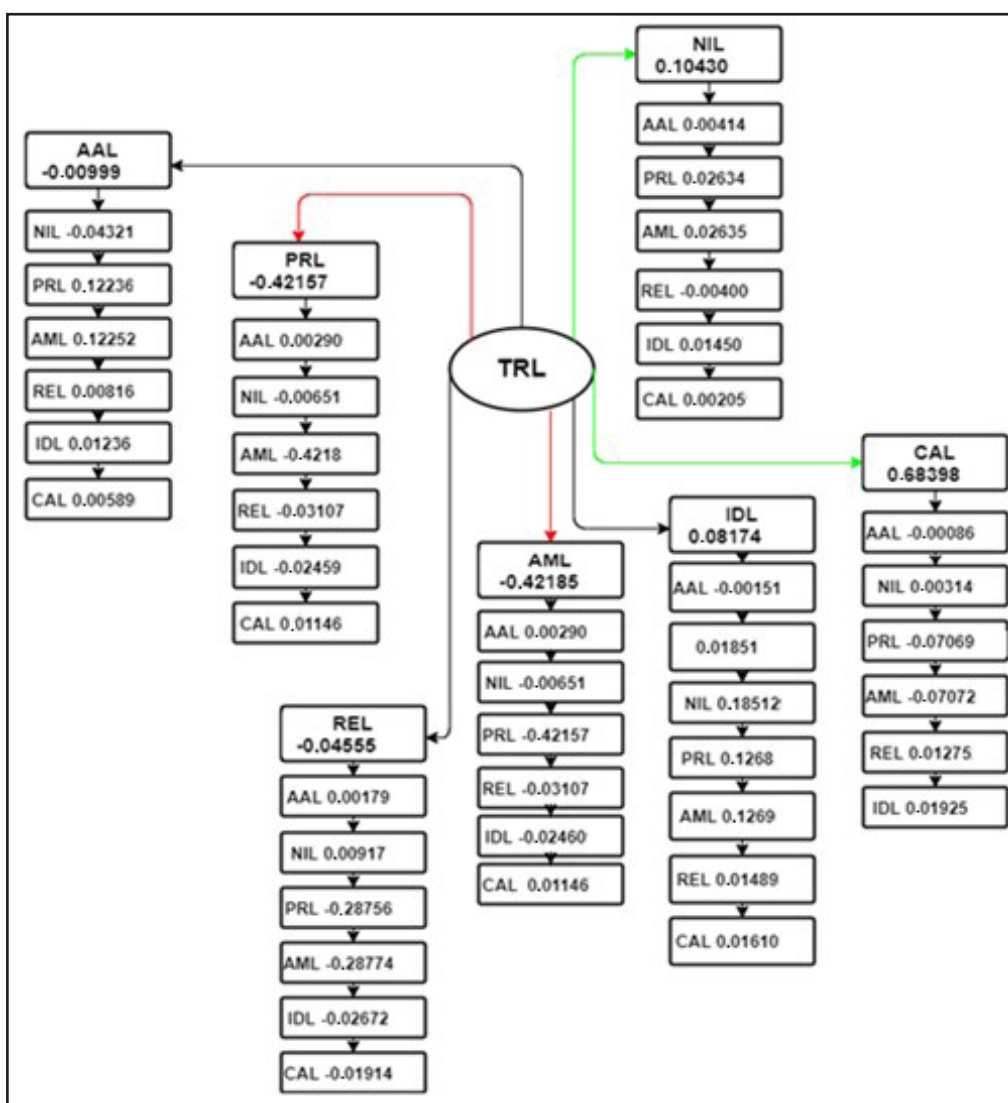 NIL
0.10430
AAL 0.00414
PRL 0.02634
AML 0.02635
REL -0.00400
IDL 0.01450
CAL 0.00205
AAL
-0.00999
NIL -0.04321
PRL 0.12236
AML 0.12252
REL 0.00816
IDL 0.01236
CAL 0.00589
PRL
-0.42157
AAL 0.00290
NIL -0.00651
AML -0.4218
REL -0.03107
IDL -0.02459
CAL 0.01146
TRL
CAL
0.68398
AAL -0.00086
NIL 0.00314
PRL -0.07069
AML -0.07072
REL 0.01275
IDL 0.01925
IDL
0.08174
AAL -0.00151
0.01851
NIL 0.18512
PRL 0.1268
AML 0.1269
REL 0.01489
CAL 0.01610
AML
-0.42185
AAL 0.00290
NIL -0.00651
PRL -0.42157
REL -0.03107
IDL -0.02460
CAL 0.01146
REL
-0.04555
AAL 0.00179
NIL 0.00917
PRL -0.28756
AML -0.28774
IDL -0.02672
CAL -0.01914